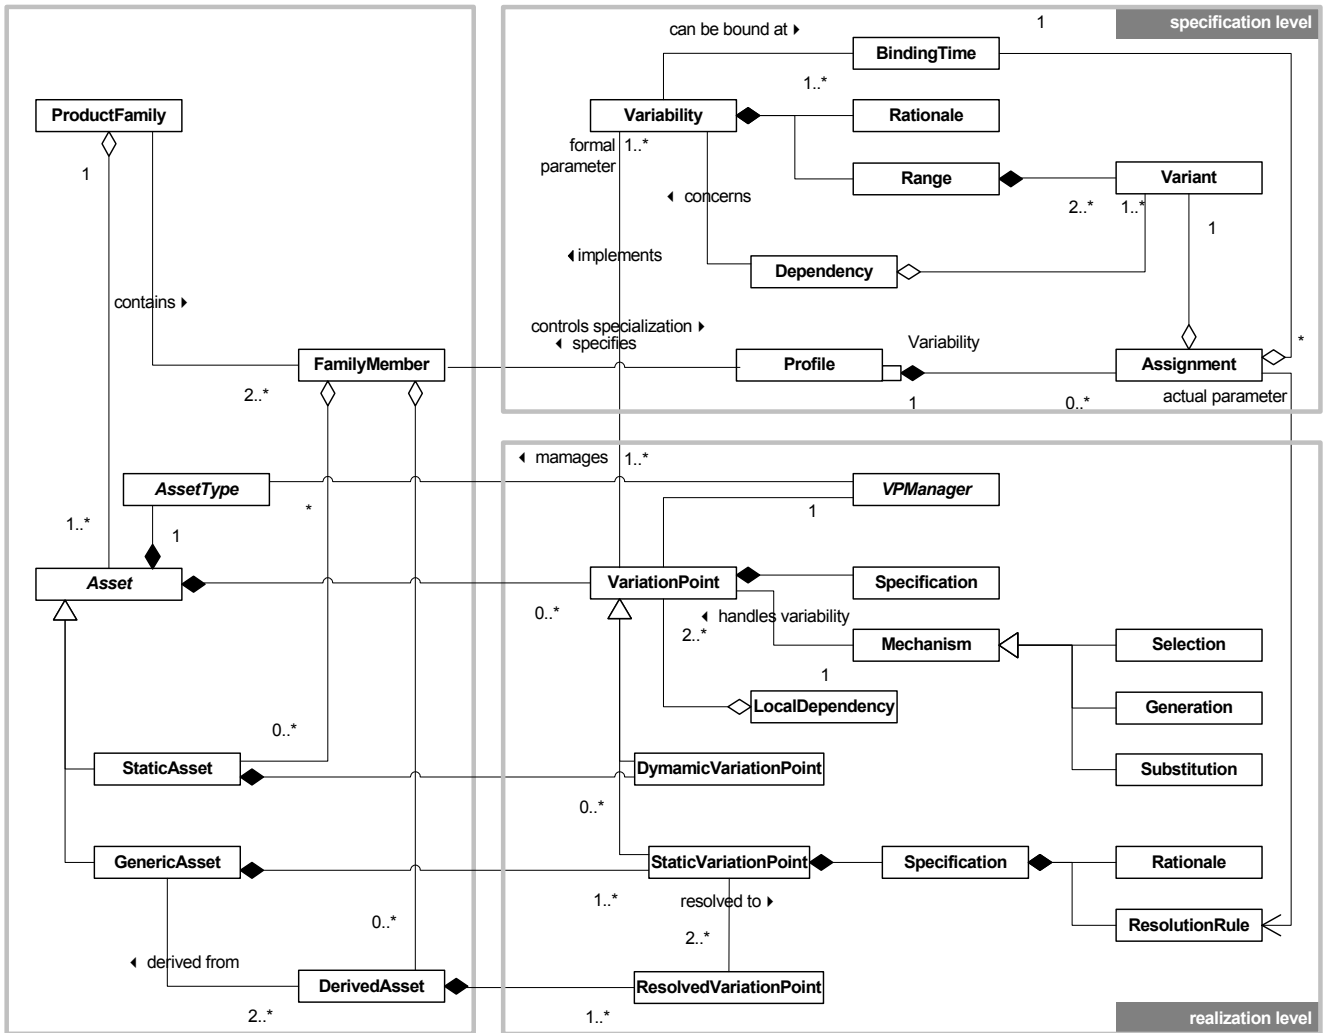 1
specification level
can be bound at
BindingTime
1..*
ProductFamily
Variability
Rationale
formal
parameter
1..*
1
Range
Variant
concerns
2..*
1..*
1
implements
Dependency
contains
controls specialization
specifies
Variability
*
FamilyMember
Profile
Assignment
2..*
1
0..*
actual parameter
mamages
1..*
AssetType
VPManager
*
1
1..*
1
Asset
VariationPoint
Specification
0..*
handles variability
2..*
Mechanism
Selection
1
LocalDependency
Generation
0..*
StaticAsset
DymamicVariationPoint
Substitution
0..*
GenericAsset
StaticVariationPoint
Specification
Rationale
1..*
resolved to
0..*
ResolutionRule
2..*
derived from
DerivedAsset
ResolvedVariationPoint
2..*
1..*
realization level